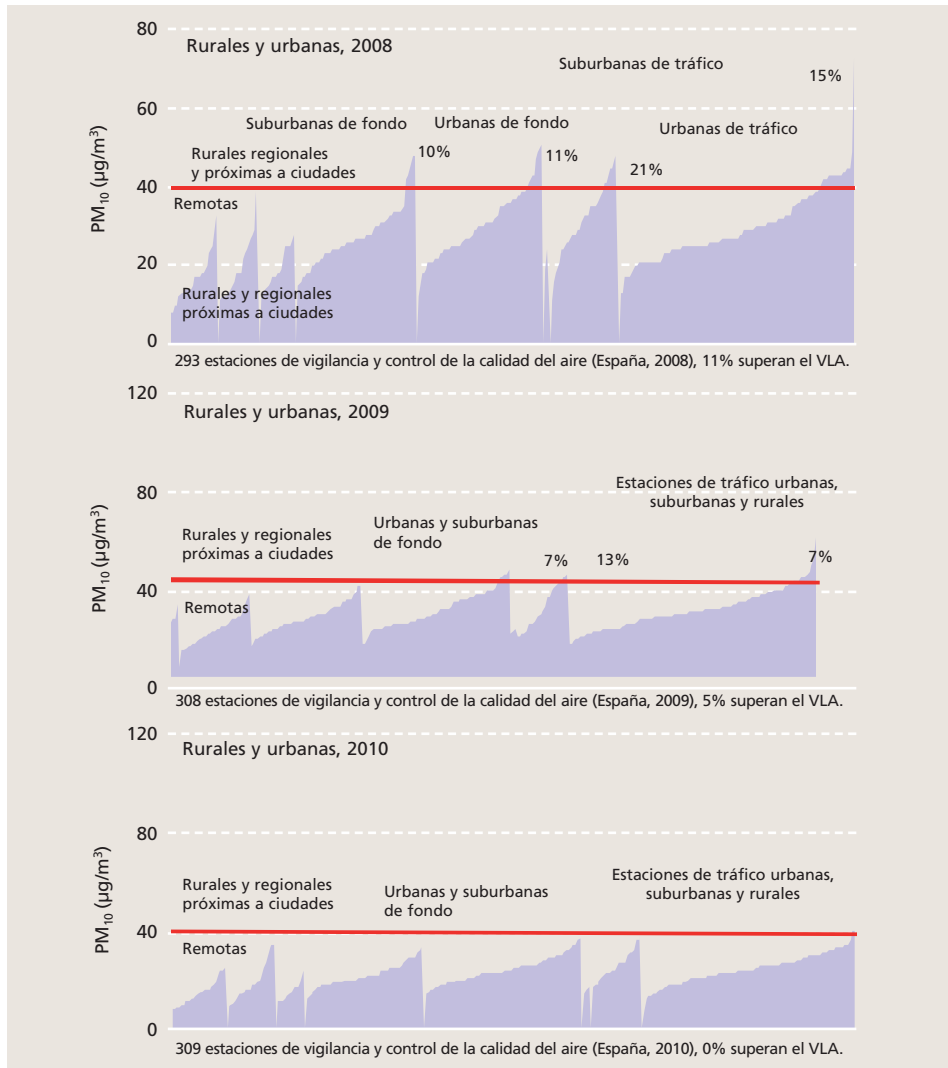 80
Rurales y urbanas, 2008
Suburbanas de tráfico
15%
60
Suburbanas de fondo
Urbanas de fondo
Urbanas de tráfico
10%
11%
21%
Rurales regionales
y próximas a ciudades
40
Remotas
PM10 (µg/m³)
20
Rurales y regionales
próximas a ciudades
0
293 estaciones de vigilancia y control de la calidad del aire (España, 2008), 11% superan el VLA.
120
Rurales y urbanas, 2009
80
Estaciones de tráfico urbanas,
suburbanas y rurales
Urbanas y suburbanas
de fondo
Rurales y regionales
próximas a ciudades
7%
13%
7%
PM10 (µg/m³)
40
Remotas
0
308 estaciones de vigilancia y control de la calidad del aire (España, 2009), 5% superan el VLA.
120
Rurales y urbanas, 2010
80
Rurales y regionales
próximas a ciudades
Urbanas y suburbanas
de fondo
Estaciones de tráfico urbanas,
suburbanas y rurales
PM10 (µg/m³)
40
Remotas
0
309 estaciones de vigilancia y control de la calidad del aire (España, 2010), 0% superan el VLA.